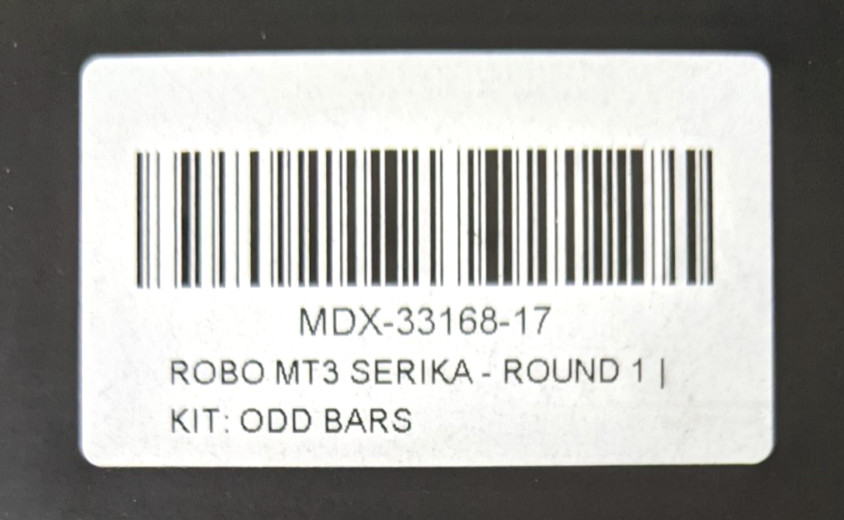 MDX-33168-17
ROBO MT3 SERIKA - ROUND 1 |
KIT: ODD BARS